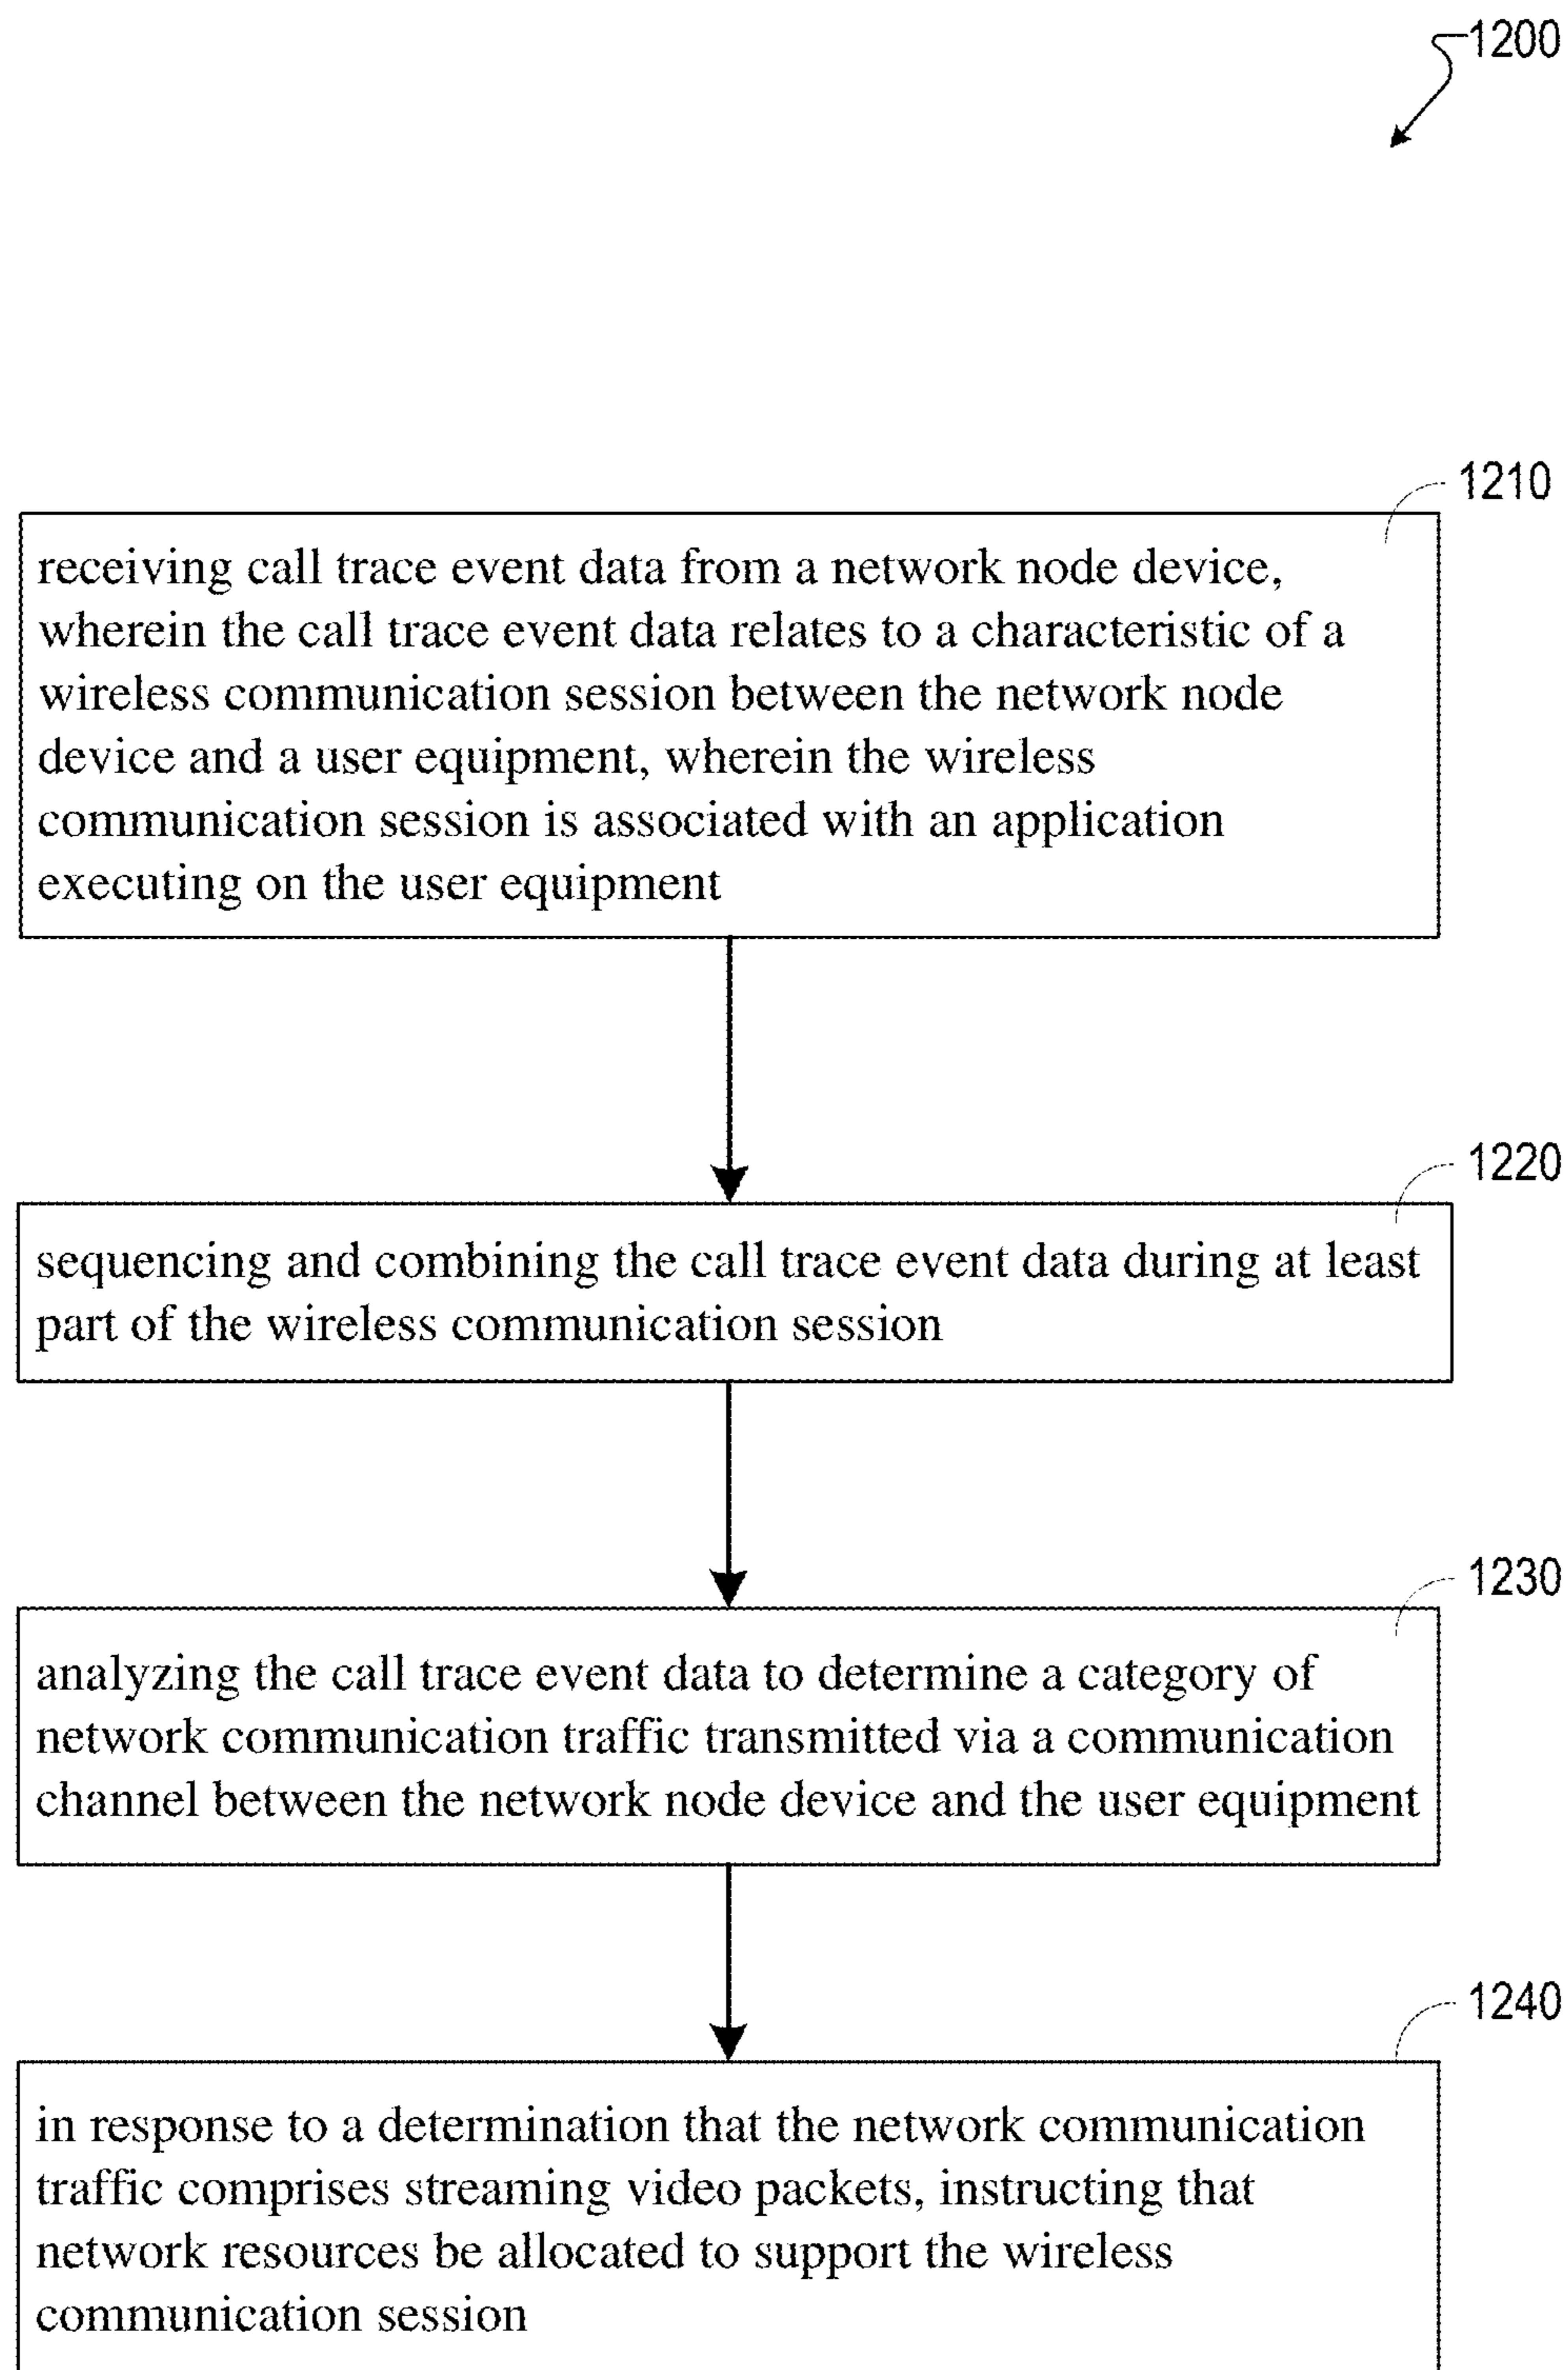 1200
1210
receiving call trace event data from a network node device,
wherein the call trace event data relates to a characteristic of a
wireless communication session between the network node
device and a user equipment, wherein the wireless
communication session is associated with an application
executing on the user equipment
1220
sequencing and combining the call trace event data during at least
part of the wireless communication session
1230
analyzing the call trace event data to determine a category of
network communication traffic transmitted via a communication
channel between the network node device and the user equipment
1240
in response to a determination that the network communication
traffic comprises streaming video packets, instructing that
network resources be allocated to support the wireless
communication session